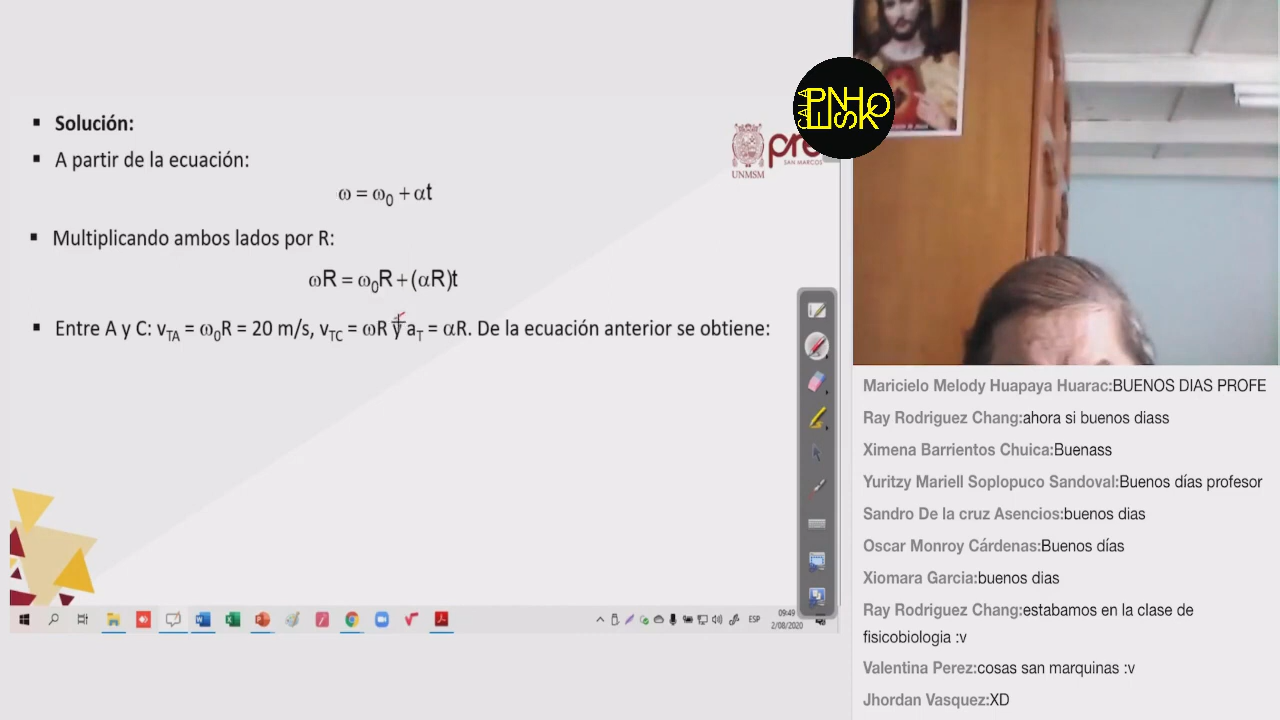 Solución:
A partir de la ecuación:
ω = ω0 + αt
Multiplicando ambos lados por R:
ωR = ω0R + (αR)t
Entre A y C: vTA = ω0R = 20 m/s, vTC = ωR y aT = αR. De la ecuación anterior se obtiene:
UNMSM
pre
SAN MARCOS
ESP
09:49
2/08/2020
Maricielo Melody Huapaya Huarac:BUENOS DIAS PROFE
Ray Rodriguez Chang:ahora si buenos diass
Ximena Barrientos Chuica:Buenass
Yuritzy Mariell Soplopuco Sandoval:Buenos días profesor
Sandro De la cruz Asencios:buenos dias
Oscar Monroy Cárdenas:Buenos días
Xiomara Garcia:buenos dias
Ray Rodriguez Chang:estabamos en la clase de
fisicobiologia :v
Valentina Perez:cosas san marquinas :v
Jhordan Vasquez:XD